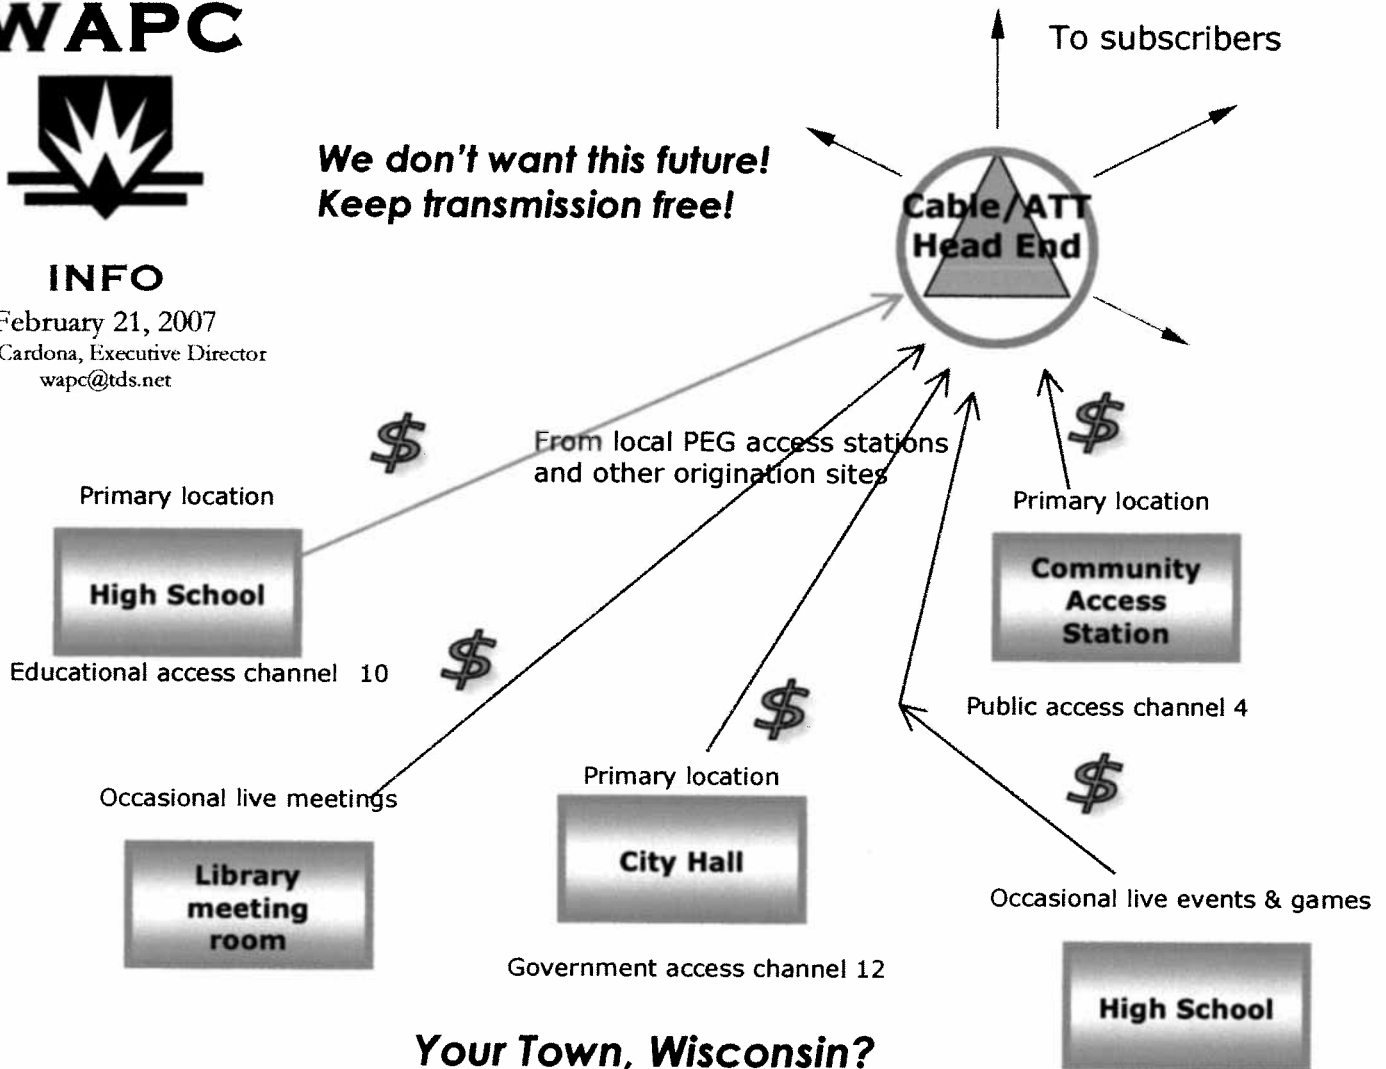 WAPC
To subscribers
We don't want this future!
Keep transmission free!
Cable/ATT
Head End
INFO
February 21, 2007
Cardona, Executive Director
wapc@tds.net
$
$
From local PEG access stations
and other origination sites
Primary location
Primary location
High School
Community
Access
Station
Educational access channel 10
$
$
Public access channel 4
$
Occasional live meetings
Primary location
Library
meeting
room
City Hall
Occasional live events & games
Government access channel 12
High School
Your Town, Wisconsin?